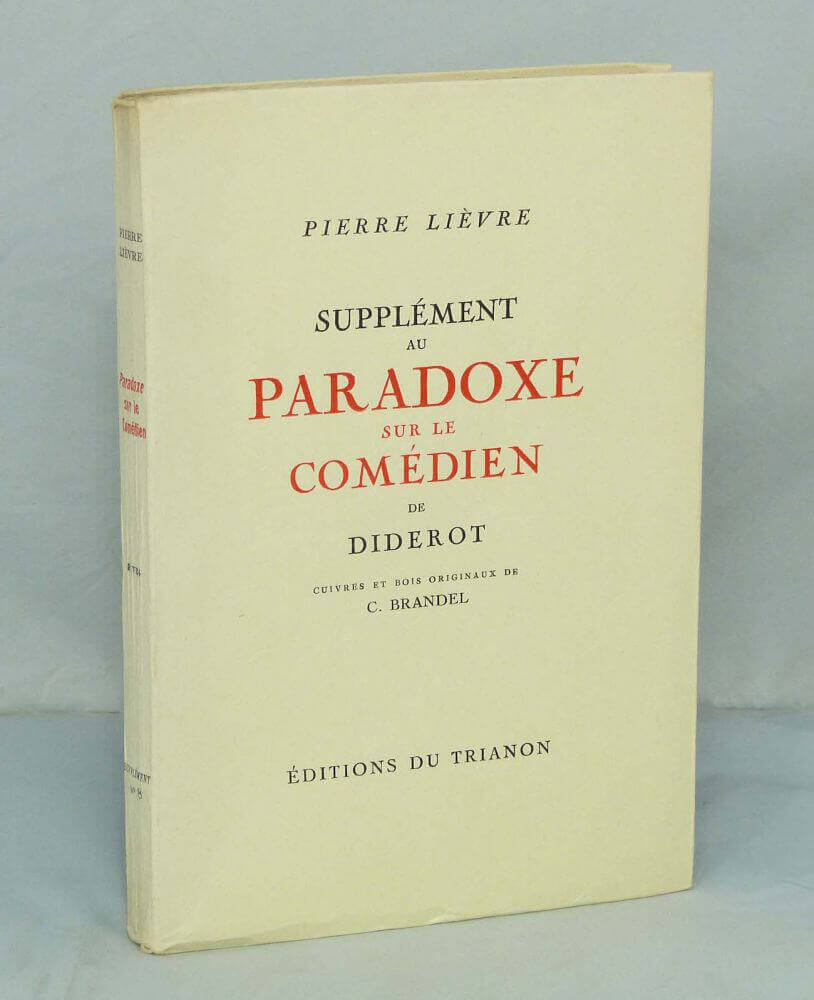 PIERRE LIÈVRE
SUPPLÉMENT
AU
PARADOXE
SUR LE
COMÉDIEN
DE
DIDEROT
CUIVRES ET BOIS ORIGINAUX DE
C. BRANDEL
ÉDITIONS DU TRIANON
PIERRE
LIÈVRE
Paradoxe
sur le
Comédien
SUPPLÉMENT